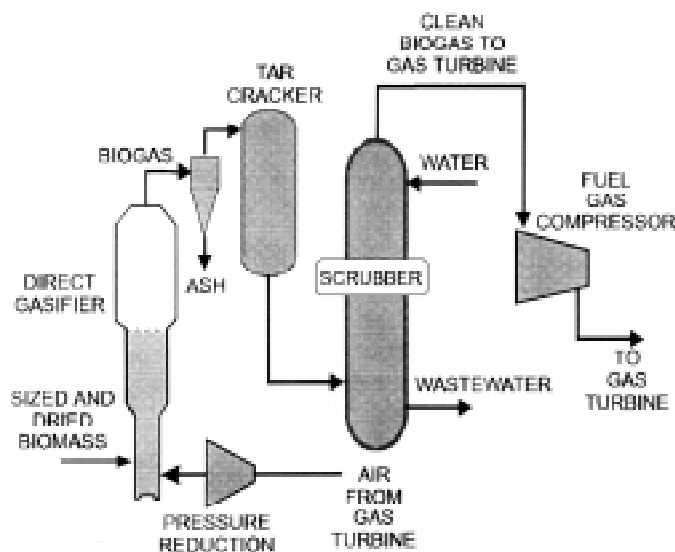 CLEAN
BIOGAS TO
GAS TURBINE
TAR
CRACKER
BIOGAS
WATER
FUEL
GAS
COMPRESSOR
DIRECT
GASIFIER
ASH
SCRUBBER
TO
GAS
TURBINE
SIZED AND
DRIED
BIOMASS
WASTEWATER
PRESSURE
REDUCTION
AIR
FROM
GAS
TURBINE